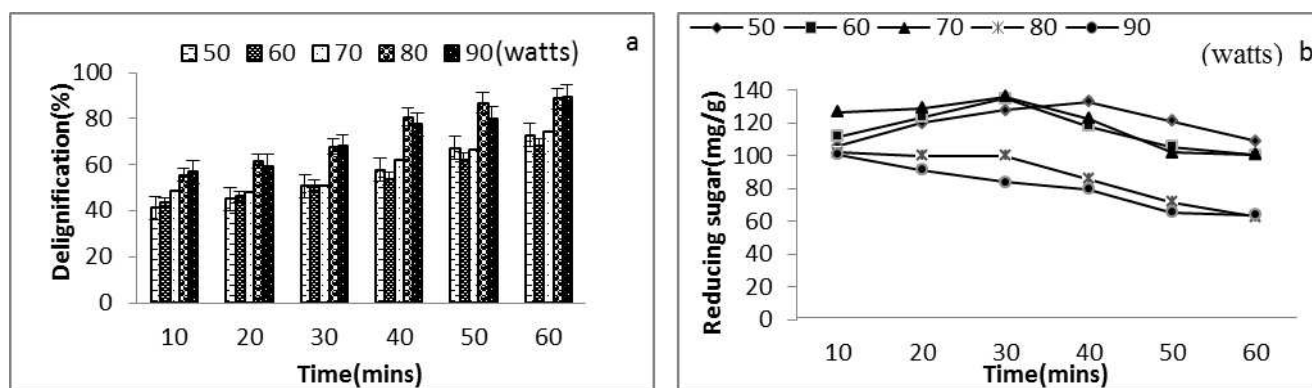 a
50 60 70 80 90(watts)
Delignification(%)
100
80
60
40
20
0
10 20 30 40 50 60
Time(mins)
50 60 70 80 90
(watts) b
Reducing sugar(mg/g)
140
120
100
80
60
40
20
0
10 20 30 40 50 60
Time(mins)